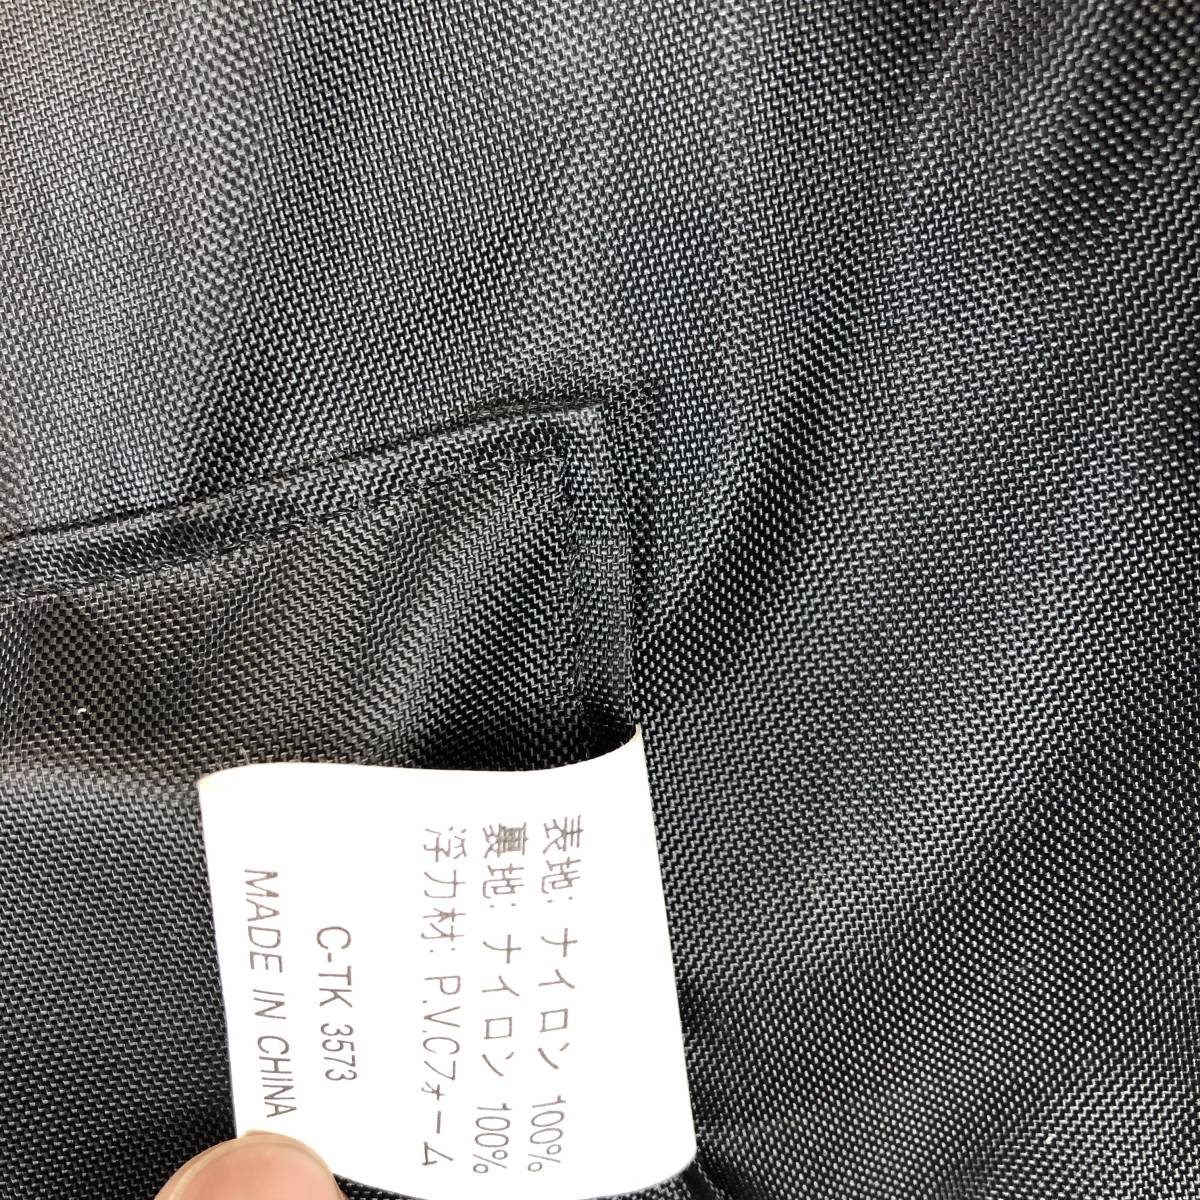 表地: ナイロン 100%
裏地: ナイロン 100%
浮力材: P.V.Cフォーム
C-TK 3573
MADE IN CHINA